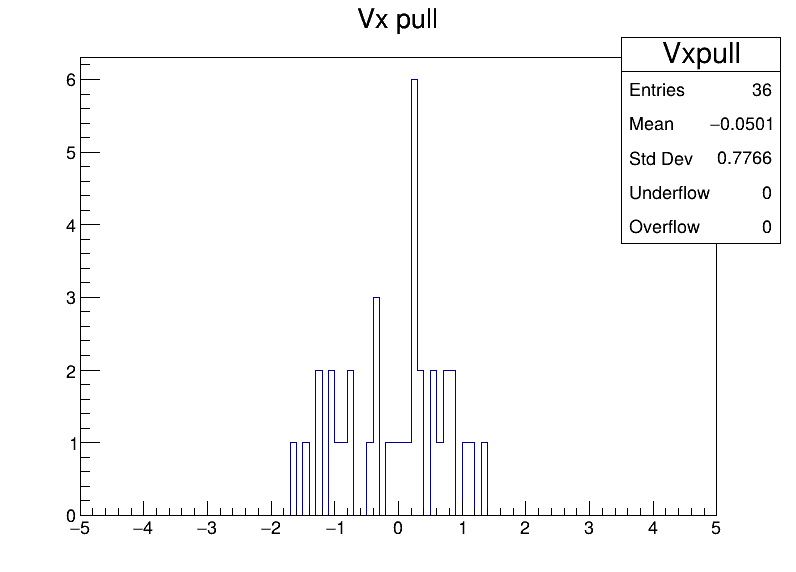 Vx pull
Vxpull
Entries 36
Mean −0.0501
Std Dev 0.7766
Underflow 0
Overflow 0
6
5
4
3
2
1
0
−5 −4 −3 −2 −1 0 1 2 3 4 5